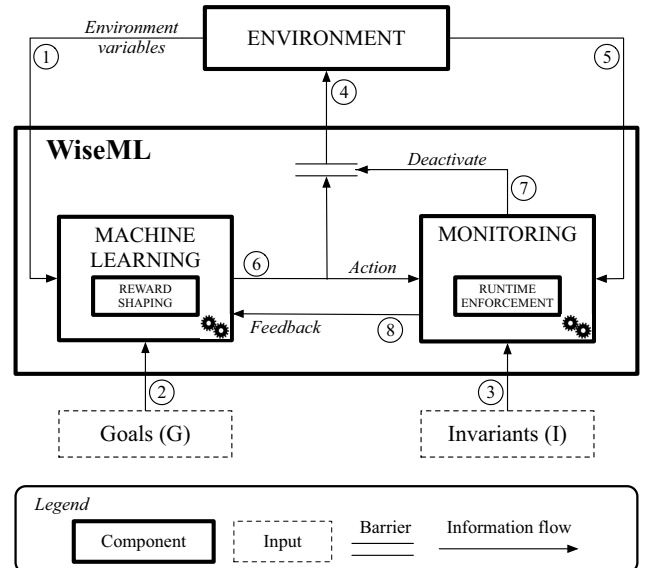 Environment
variables
ENVIRONMENT
1
5
4
WiseML
Deactivate
7
MACHINE
LEARNING
REWARD
SHAPING
6
Action
MONITORING
RUNTIME
ENFORCEMENT
Feedback
8
2
3
Goals (G)
Invariants (I)
Legend
Component
Input
Barrier
Information flow